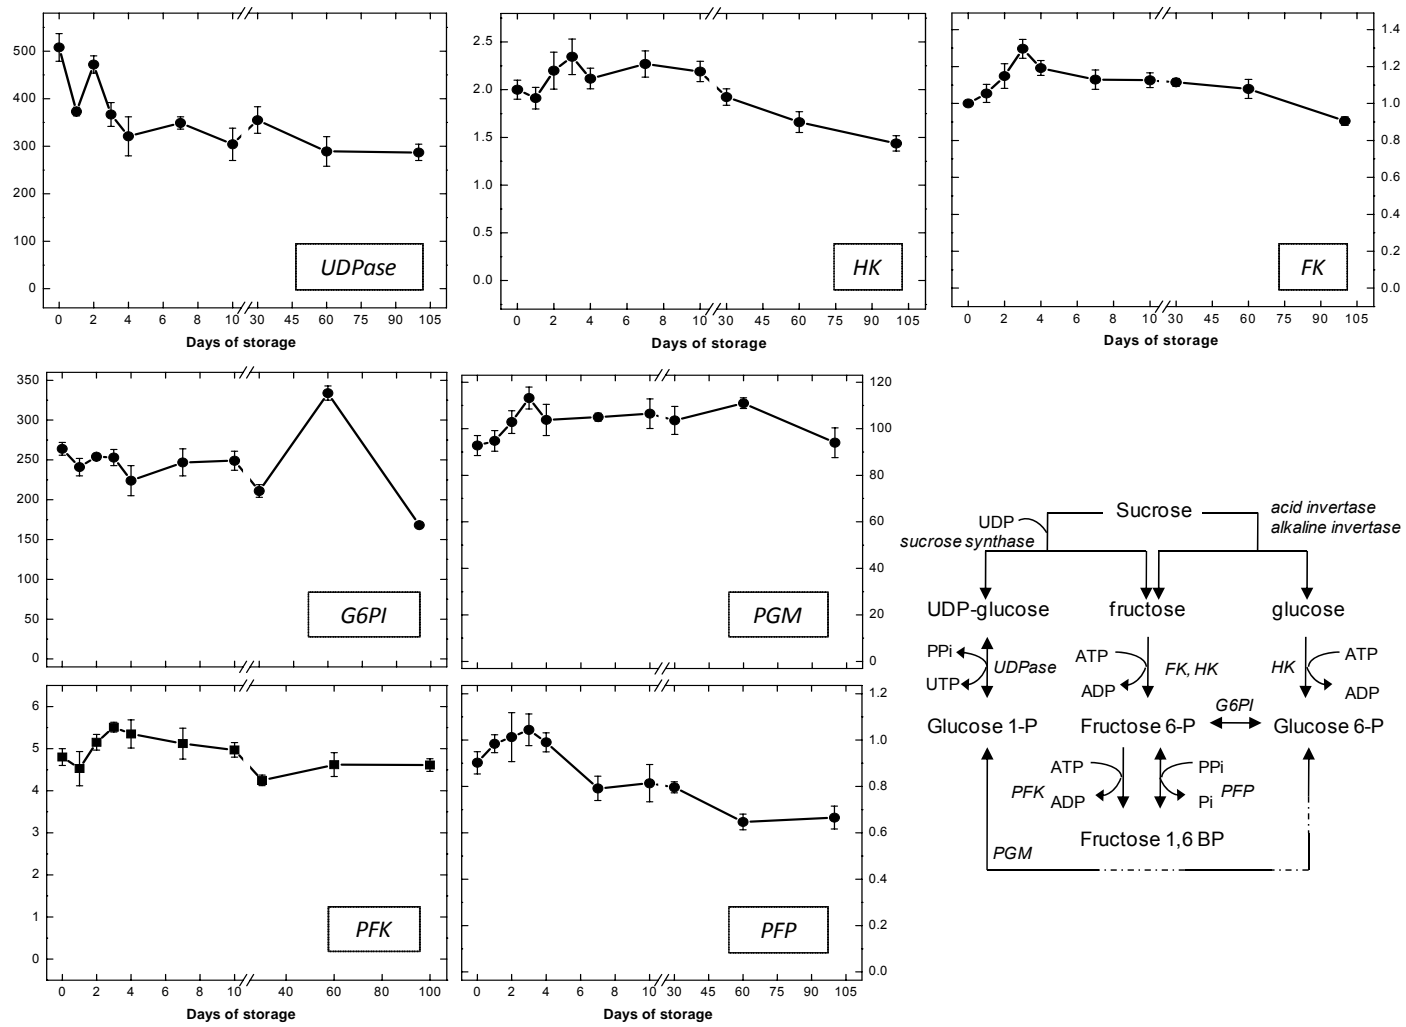 500
400
300
200
100
0
UDPase
0 2 4 6 8 10 30 45 60 75 90 105
Days of storage
2.5
2.0
1.5
1.0
0.5
0.0
HK
0 2 4 6 8 10 30 45 60 75 90 105
Days of storage
1.4
1.2
1.0
0.8
0.6
0.4
0.2
0.0
FK
0 2 4 6 8 10 30 45 60 75 90 105
Days of storage
350
300
250
200
150
100
50
0
G6PI
120
100
80
60
40
20
0
PGM
6
5
4
3
2
1
0
PFK
0 2 4 6 8 10 40 60 80 100
Days of storage
1.2
1.0
0.8
0.6
0.4
0.2
0.0
PFP
0 2 4 6 8 10 30 45 60 75 90 105
Days of storage
UDP Sucrose acid invertase
sucrose synthase alkaline invertase
UDP-glucose fructose glucose
PPi UDPase ATP FK, HK HK ATP
UTP ADP ADP
G6PI
Glucose 1-P Fructose 6-P Glucose 6-P
ATP PPi
PFK ADP Pi PFP
Fructose 1,6 BP
PGM